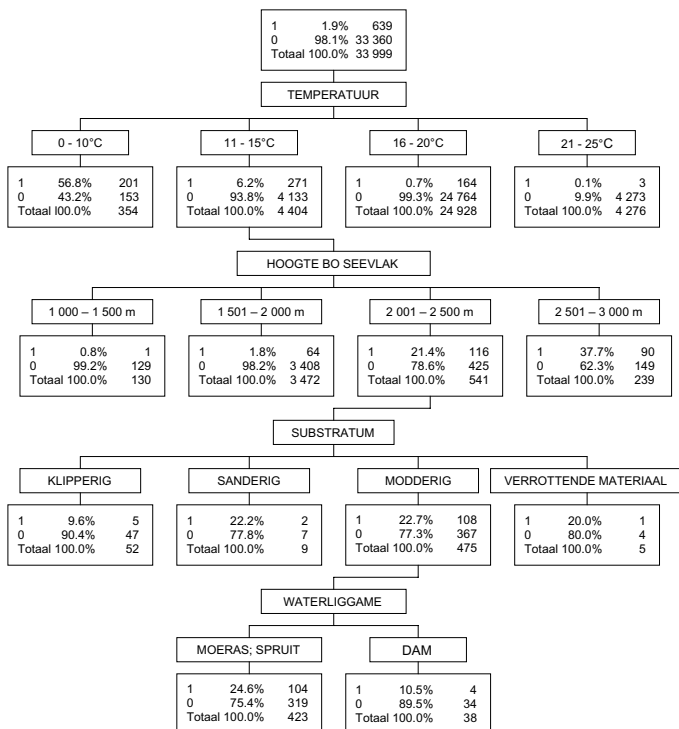 1 1.9% 639
0 98.1% 33 360
Totaal 100.0% 33 999
TEMPERATUUR
0 - 10°C
11 - 15°C
16 - 20°C
21 - 25°C
1 56.8% 201
0 43.2% 153
Totaal l00.0% 354
1 6.2% 271
0 93.8% 4 133
Totaal 100.0% 4 404
1 0.7% 164
0 99.3% 24 764
Totaal 100.0% 24 928
1 0.1% 3
0 9.9% 4 273
Totaal 100.0% 4 276
HOOGTE BO SEEVLAK
1 000 – 1 500 m
1 501 – 2 000 m
2 001 – 2 500 m
2 501 – 3 000 m
1 0.8% 1
0 99.2% 129
Totaal 100.0% 130
1 1.8% 64
0 98.2% 3 408
Totaal 100.0% 3 472
1 21.4% 116
0 78.6% 425
Totaal 100.0% 541
1 37.7% 90
0 62.3% 149
Totaal 100.0% 239
SUBSTRATUM
KLIPPERIG
SANDERIG
MODDERIG
VERROTTENDE MATERIAAL
1 9.6% 5
0 90.4% 47
Totaal 100.0% 52
1 22.2% 2
0 77.8% 7
Totaal 100.0% 9
1 22.7% 108
0 77.3% 367
Totaal 100.0% 475
1 20.0% 1
0 80.0% 4
Totaal 100.0% 5
WATERLIGGAME
MOERAS; SPRUIT
DAM
1 24.6% 104
0 75.4% 319
Totaal 100.0% 423
1 10.5% 4
0 89.5% 34
Totaal 100.0% 38